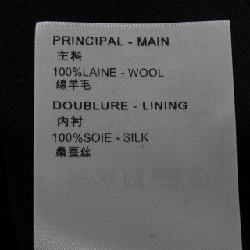 PRINCIPAL - MAIN
主料
100%LAINE - WOOL
绵羊毛
DOUBLURE - LINING
内衬
100%SOIE - SILK
桑蚕丝